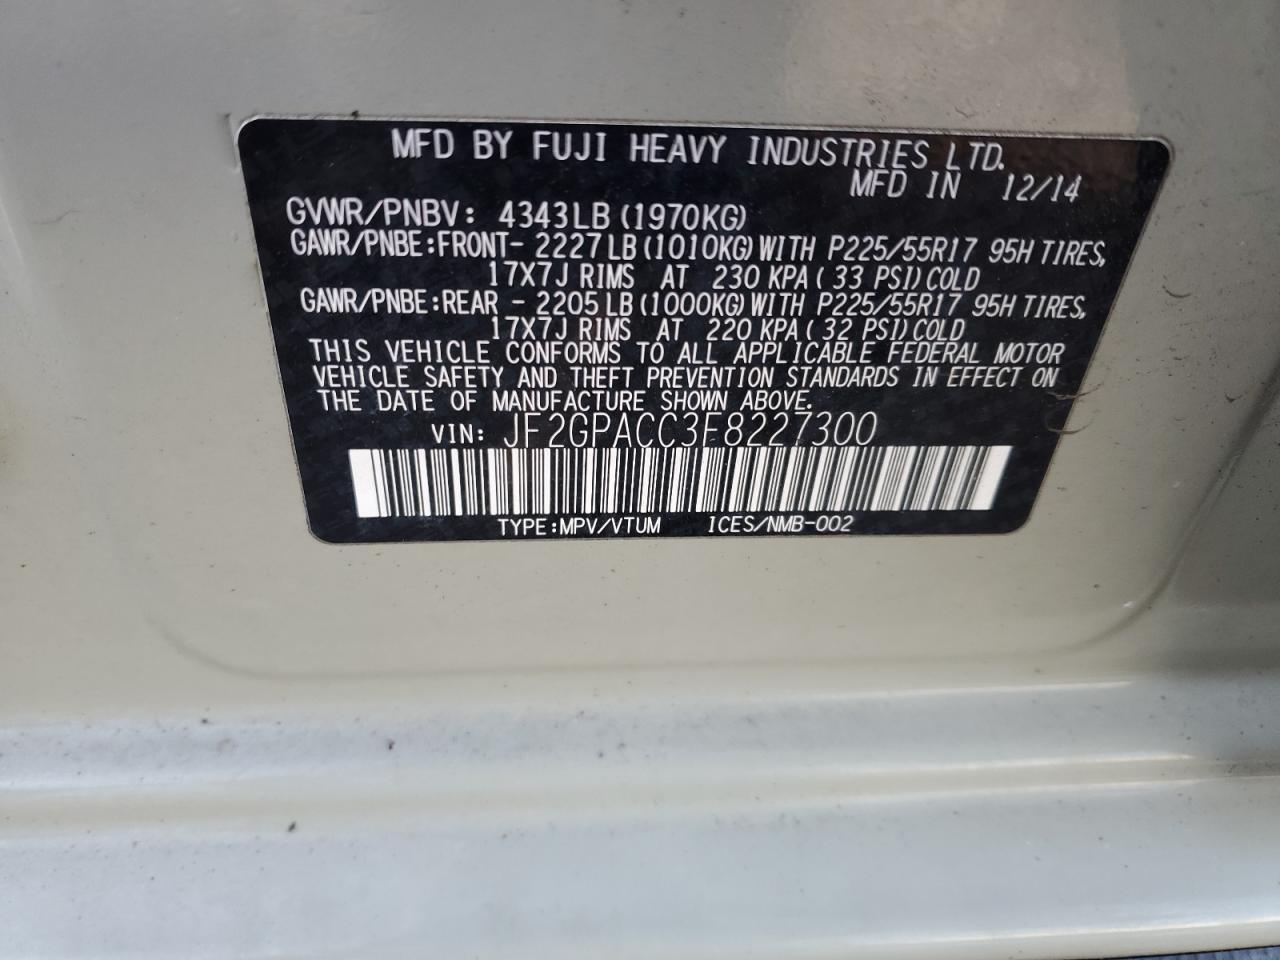 MFD BY FUJI HEAVY INDUSTRIES LTD.
MFD IN 12/14
GVWR/PNBV: 4343LB (1970KG)
GAWR/PNBE:FRONT- 2227LB (1010KG) WITH P225/55R17 95H TIRES,
17X7J RIMS AT 230 KPA ( 33 PSI) COLD
GAWR/PNBE:REAR - 2205LB (1000KG) WITH P225/55R17 95H TIRES,
17X7J RIMS AT 220 KPA ( 32 PSI) COLD
THIS VEHICLE CONFORMS TO ALL APPLICABLE FEDERAL MOTOR
VEHICLE SAFETY AND THEFT PREVENTION STANDARDS IN EFFECT ON
THE DATE OF MANUFACTURE SHOWN ABOVE.
VIN: JF2GPACC3F8227300
TYPE:MPV/VTUM ICES/NMB-002